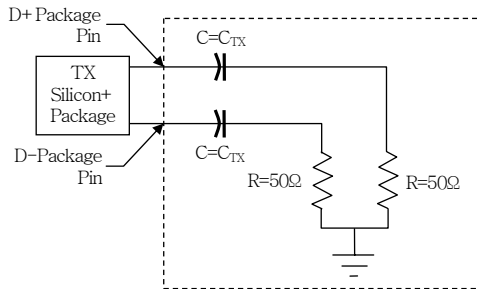 D+ Package
Pin
C=CTX
TX
Silicon+
Package
D-Package
Pin
C=CTX
R=50Ω
R=50Ω